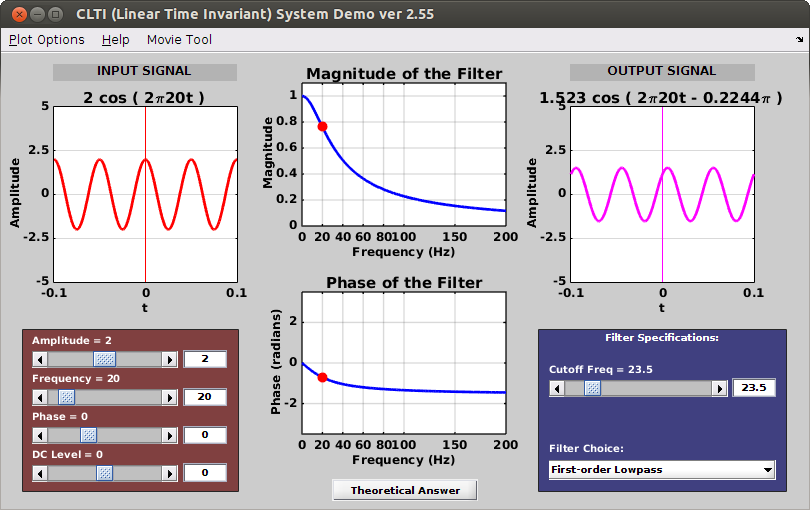 CLTI (Linear Time Invariant) System Demo ver 2.55
Plot Options Help Movie Tool
INPUT SIGNAL
2 cos ( 2π20t )
Amplitude
5
2.5
0
-2.5
-5
-0.1 0 0.1
t
Magnitude of the Filter
Magnitude
1
0.8
0.6
0.4
0.2
0
0 20 40 60 80 100 150 200
Frequency (Hz)
Phase of the Filter
Phase (radians)
2
0
-2
0 20 40 60 80 100 150 200
Frequency (Hz)
OUTPUT SIGNAL
1.523 cos ( 2π20t - 0.2244π )
Amplitude
5
2.5
0
-2.5
-5
-0.1 0 0.1
t
Amplitude = 2
2
Frequency = 20
20
Phase = 0
0
DC Level = 0
0
Theoretical Answer
Filter Specifications:
Cutoff Freq = 23.5
23.5
Filter Choice:
First-order Lowpass